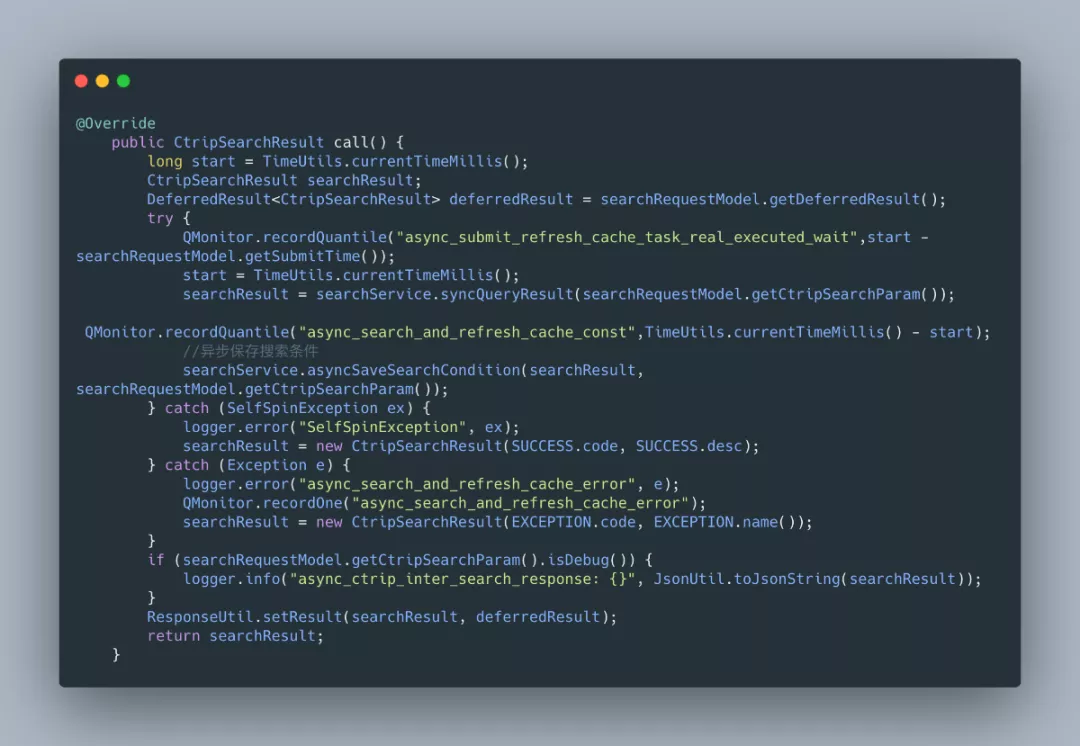 @Override
    public CtripSearchResult call() {
        long start = TimeUtils.currentTimeMillis();
        CtripSearchResult searchResult;
        DeferredResult<CtripSearchResult> deferredResult = searchRequestModel.getDeferredResult();
        try {
            QMonitor.recordQuantile("async_submit_refresh_cache_task_real_executed_wait",start -
searchRequestModel.getSubmitTime());
            start = TimeUtils.currentTimeMillis();
            searchResult = searchService.syncQueryResult(searchRequestModel.getCtripSearchParam());

 QMonitor.recordQuantile("async_search_and_refresh_cache_const",TimeUtils.currentTimeMillis() - start);
            //异步保存搜索条件
            searchService.asyncSaveSearchCondition(searchResult,
searchRequestModel.getCtripSearchParam());
        } catch (SelfSpinException ex) {
            logger.error("SelfSpinException", ex);
            searchResult = new CtripSearchResult(SUCCESS.code, SUCCESS.desc);
        } catch (Exception e) {
            logger.error("async_search_and_refresh_cache_error", e);
            QMonitor.recordOne("async_search_and_refresh_cache_error");
            searchResult = new CtripSearchResult(EXCEPTION.code, EXCEPTION.name());
        }
        if (searchRequestModel.getCtripSearchParam().isDebug()) {
            logger.info("async_ctrip_inter_search_response: {}", JsonUtil.toJsonString(searchResult));
        }
        ResponseUtil.setResult(searchResult, deferredResult);
        return searchResult;
    }